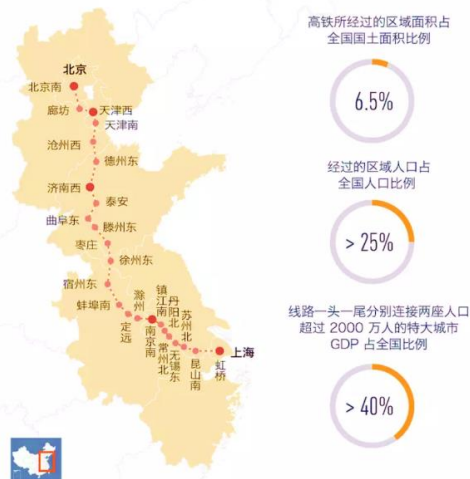 北京
北京南
廊坊
天津西
天津南
沧州西
德州东
济南西
泰安
曲阜东
滕州东
枣庄
徐州东
宿州东
蚌埠南
定远
滁州
南京南
镇江南
丹阳北
常州北
无锡东
苏州北
昆山南
上海
虹桥
高铁所经过的区域面积占
全国国土面积比例
6.5%
经过的区域人口占
全国人口比例
> 25%
线路一头一尾分别连接两座人口
超过 2000 万人的特大城市
GDP 占全国比例
> 40%